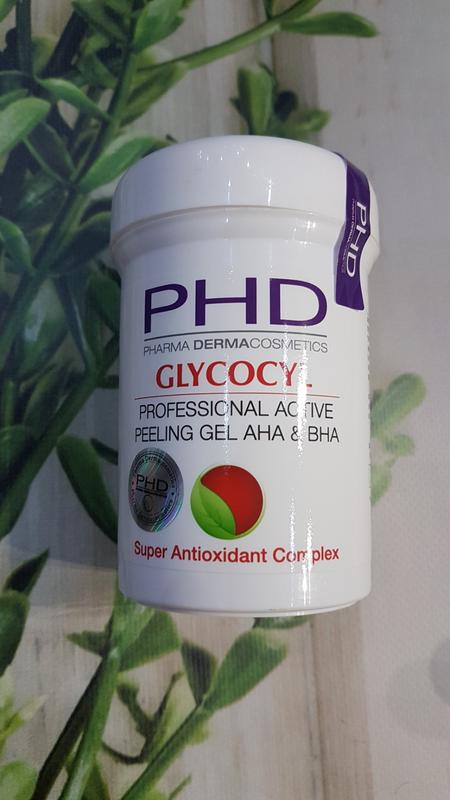 PHD
PHD
PHARMA DERMACOSMETICS
GLYCOCYL
PROFESSIONAL ACTIVE
PEELING GEL AHA & BHA
PHD
Super Antioxidant Complex